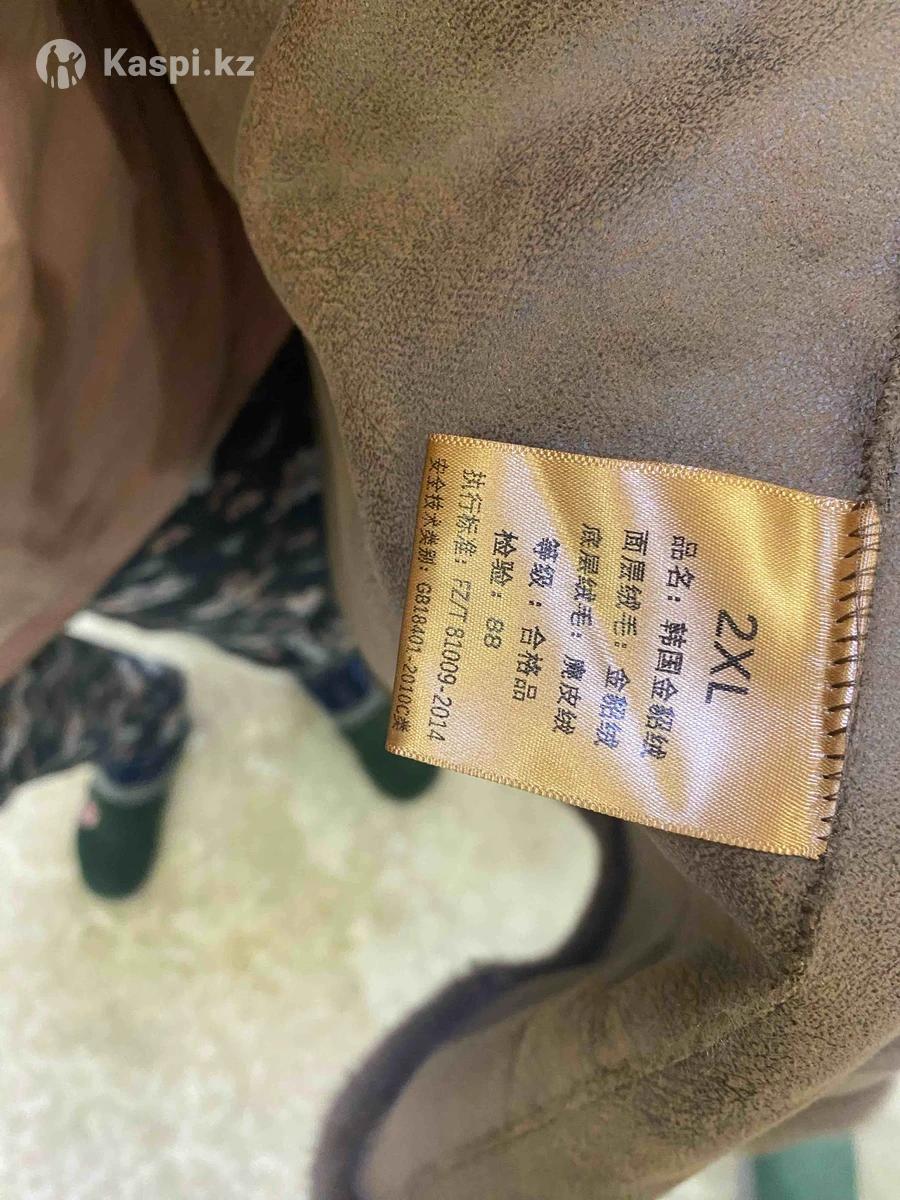 Kaspi.kz
2XL
品名：韩国金貂绒
面层绒毛：金貂绒
底层绒毛：麂皮绒
等级：合格品
检验：88
执行标准：FZ/T 81009-2014
安全技术类别：GB18401-2010C类